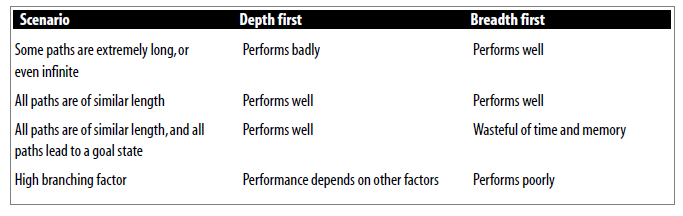 Scenario Depth first Breadth first
Some paths are extremely long, or Performs badly Performs well
even infinite
All paths are of similar length Performs well Performs well
All paths are of similar length, and all Performs well Wasteful of time and memory
paths lead to a goal state
High branching factor Performance depends on other factors Performs poorly